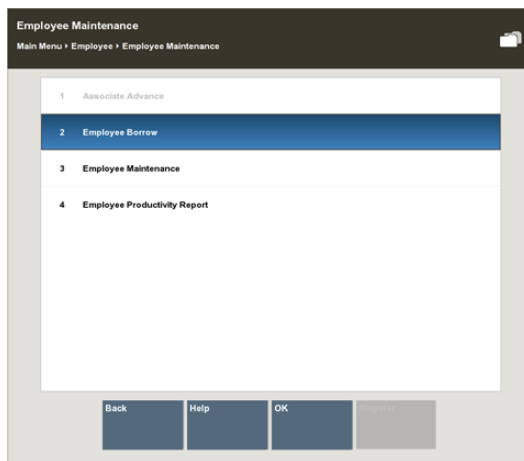 Employee Maintenance
Main Menu › Employee › Employee Maintenance
1 Associate Advance
2 Employee Borrow
3 Employee Maintenance
4 Employee Productivity Report
Back Help OK Register